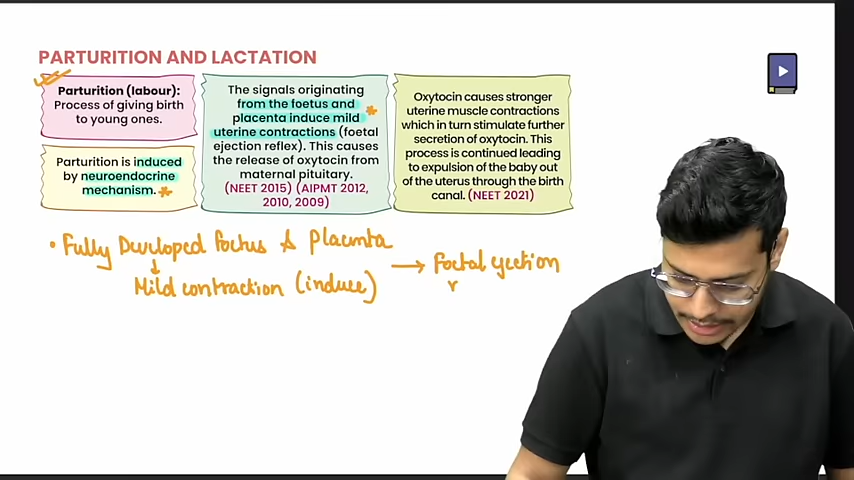 PARTURITION AND LACTATION
Parturition (labour):
Process of giving birth
to young ones.
Parturition is induced
by neuroendocrine
mechanism.
The signals originating
from the foetus and
placenta induce mild
uterine contractions (foetal
ejection reflex). This causes
the release of oxytocin from
maternal pituitary.
(NEET 2015) (AIPMT 2012,
2010, 2009)
Oxytocin causes stronger
uterine muscle contractions
which in turn stimulate further
secretion of oxytocin. This
process is continued leading
to expulsion of the baby out
of the uterus through the birth
canal. (NEET 2021)
• Fully Developed foetus & Placenta
↓
Mild contraction (induce)
→ Foetal ejection
r